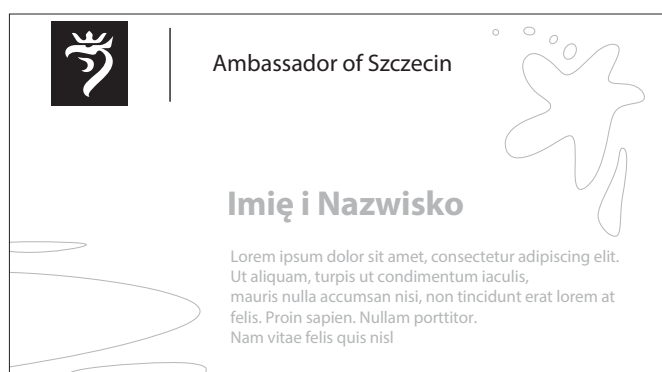 Ambassador of Szczecin
Imię i Nazwisko
Lorem ipsum dolor sit amet, consectetur adipiscing elit.
Ut aliquam, turpis ut condimentum iaculis,
mauris nulla accumsan nisi, non tincidunt erat lorem at
felis. Proin sapien. Nullam porttitor.
Nam vitae felis quis nisl